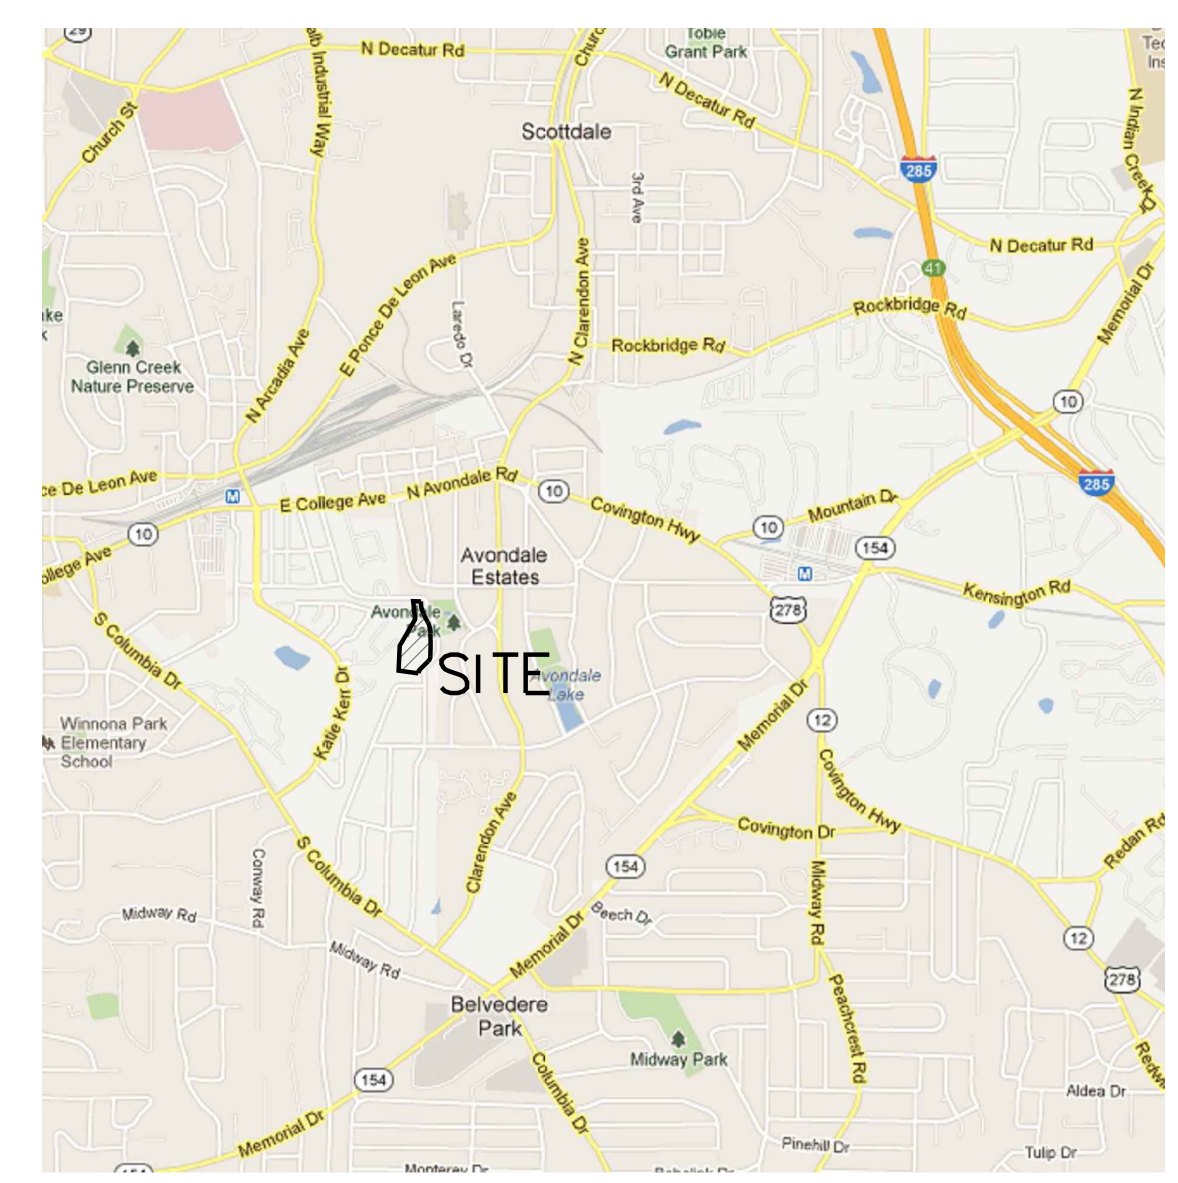 29
N Decatur Rd
Toble
Grant Park
Church St
N Decatur Rd
Scottdale
285
3rd Ave
N Indian Creek Dr
N Decatur Rd
41
E Ponce De Leon Ave
N Clarendon Ave
Laredo Dr
Rockbridge Rd
Memorial Dr
Rockbridge Rd
Glenn Creek
Nature Preserve
N Arcadia Ave
10
ce De Leon Ave
M
E College Ave
N Avondale Rd
10
Covington Hwy
10
Mountain Dr
285
10
154
ollege Ave
Avondale
Estates
M
Kensington Rd
278
Avondale
Park
SITE
S Columbia Dr
Avondale
Lake
Katie Kerr Dr
Winnona Park
Elementary
School
Memorial Dr
12
Covington Hwy
Clarendon Ave
Covington Dr
Redan Rd
154
S Columbia Dr
Conway Rd
Midway Rd
Beech Dr
Midway Rd
Memorial Dr
Midway Rd
12
278
Belvedere
Park
Peachcrest Rd
Midway Park
Columbia Dr
154
Aldea Dr
Memorial Dr
Pinehill Dr
Tulip Dr
Monterey Dr